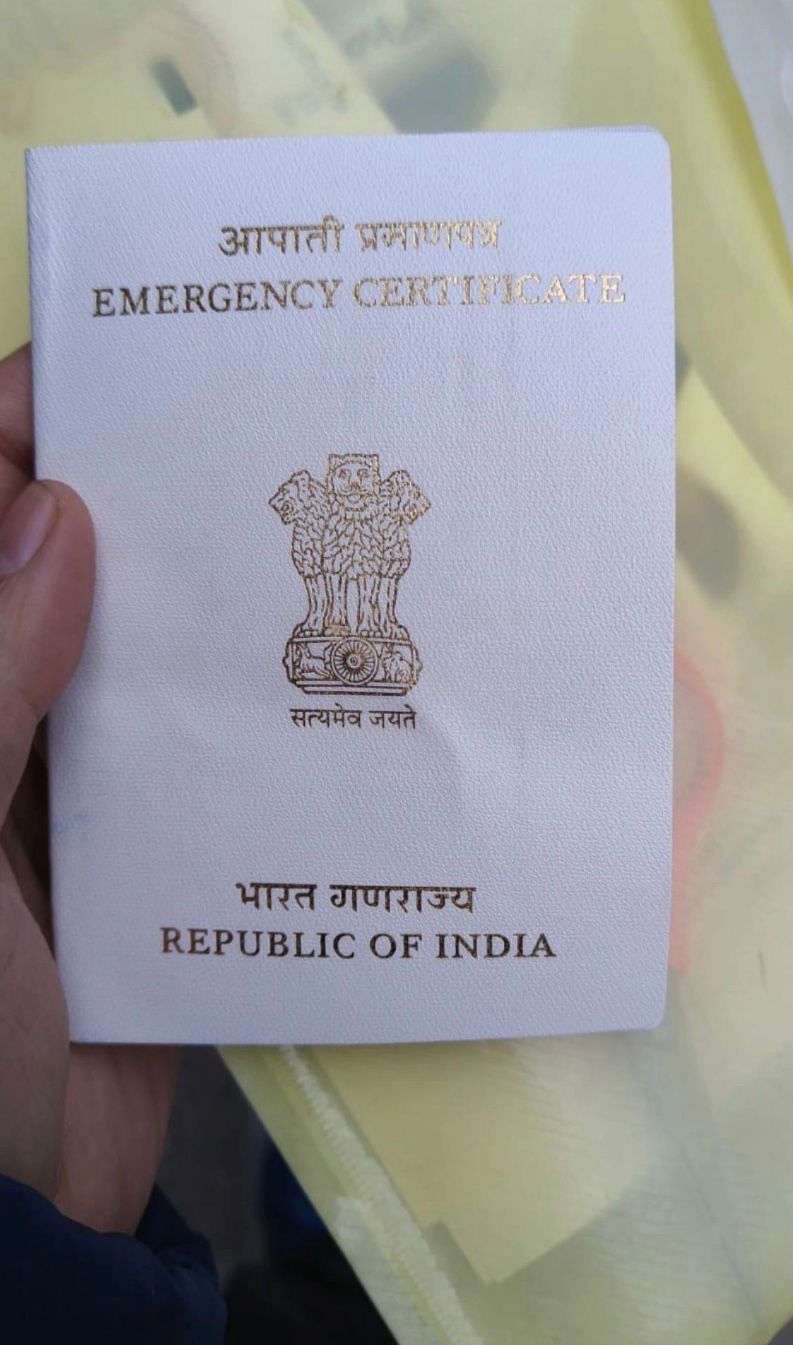 आपाती प्रमाणपत्र
EMERGENCY CERTIFICATE
सत्यमेव जयते
भारत गणराज्य
REPUBLIC OF INDIA